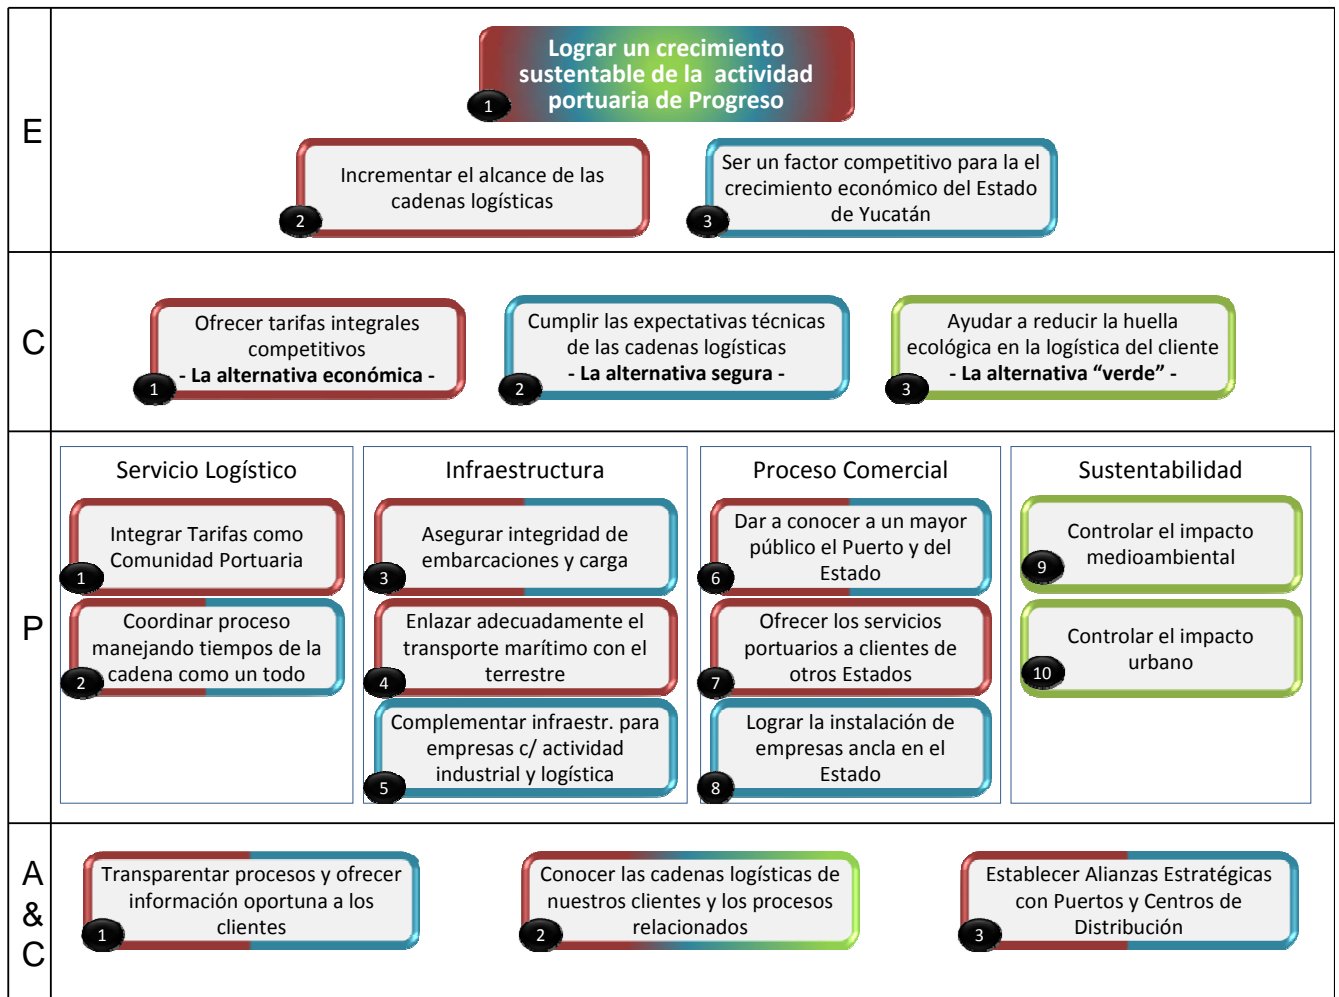 E
Lograr un crecimiento
sustentable de la actividad
portuaria de Progreso
1
Incrementar el alcance de las
cadenas logísticas
2
Ser un factor competitivo para la el
crecimiento económico del Estado
de Yucatán
3
C
Ofrecer tarifas integrales
competitivos
- La alternativa económica -
1
Cumplir las expectativas técnicas
de las cadenas logísticas
- La alternativa segura -
2
Ayudar a reducir la huella
ecológica en la logística del cliente
- La alternativa “verde” -
3
P
Servicio Logístico
Integrar Tarifas como
Comunidad Portuaria
1
Coordinar proceso
manejando tiempos de la
cadena como un todo
2
Infraestructura
Asegurar integridad de
embarcaciones y carga
3
Enlazar adecuadamente el
transporte marítimo con el
terrestre
4
Complementar infraestr. para
empresas c/ actividad
industrial y logística
5
Proceso Comercial
Dar a conocer a un mayor
público el Puerto y del
Estado
6
Ofrecer los servicios
portuarios a clientes de
otros Estados
7
Lograr la instalación de
empresas ancla en el
Estado
8
Sustentabilidad
Controlar el impacto
medioambiental
9
Controlar el impacto
urbano
10
A
&
C
Transparentar procesos y ofrecer
información oportuna a los
clientes
1
Conocer las cadenas logísticas de
nuestros clientes y los procesos
relacionados
2
Establecer Alianzas Estratégicas
con Puertos y Centros de
Distribución
3